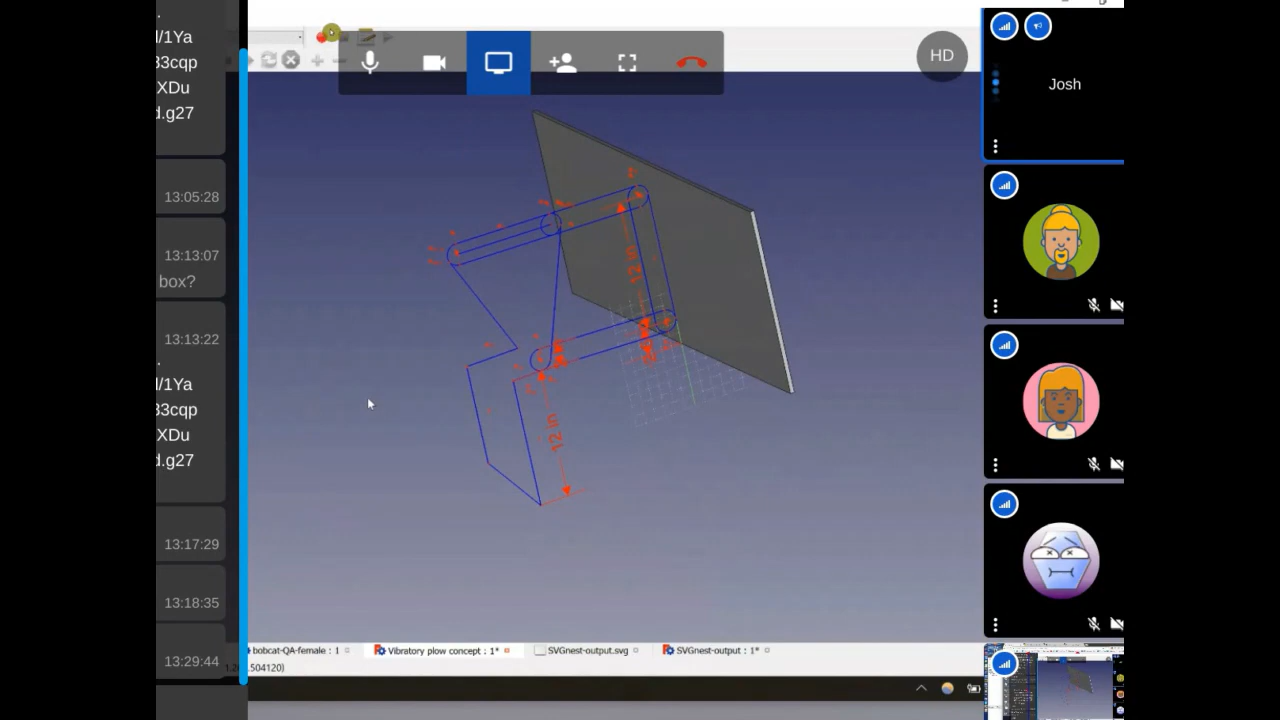 .
l/1Ya
33cqp
XDu
d.g27
13:05:28
13:13:07
box?
13:13:22
.
l/1Ya
33cqp
XDu
d.g27
13:17:29
13:18:35
13:29:44
HD
Josh
12 in
12 in
bobcat-QA-female : 1
Vibratory plow concept : 1*
SVGnest-output.svg
SVGnest-output : 1*
504120)